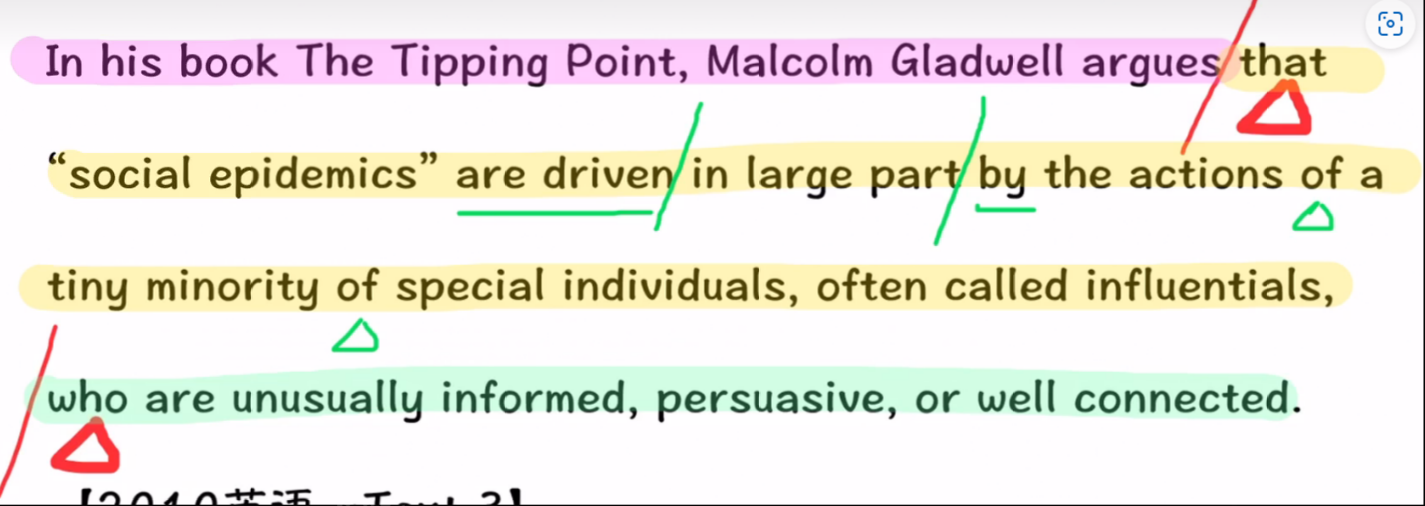 In his book The Tipping Point, Malcolm Gladwell argues that
“social epidemics” are driven in large part by the actions of a
tiny minority of special individuals, often called influentials,
who are unusually informed, persuasive, or well connected.